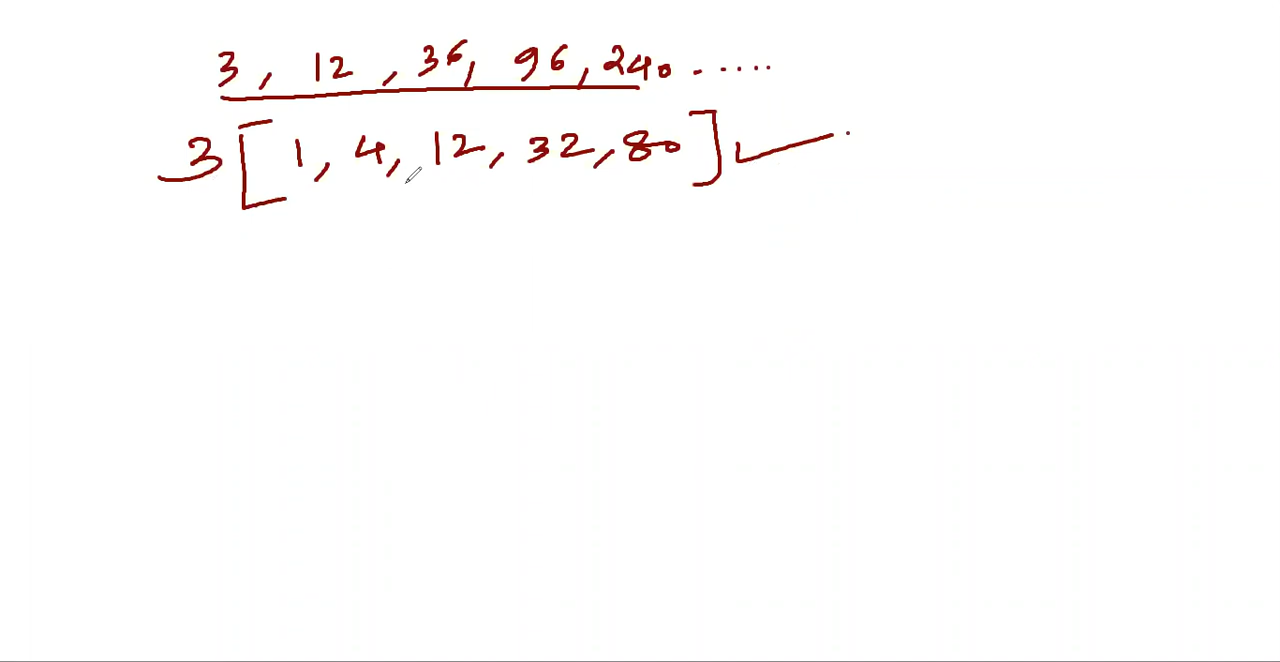 3, 12, 36, 96, 240......
3[1, 4, 12, 32, 80]